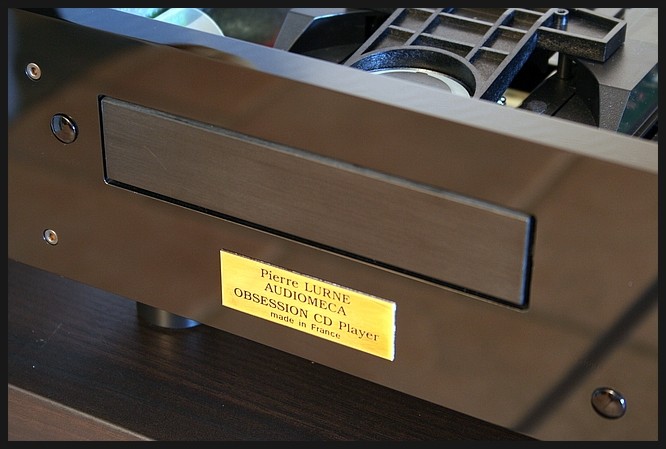 Pierre LURNE
AUDIOMECA
OBSESSION CD Player
made in France